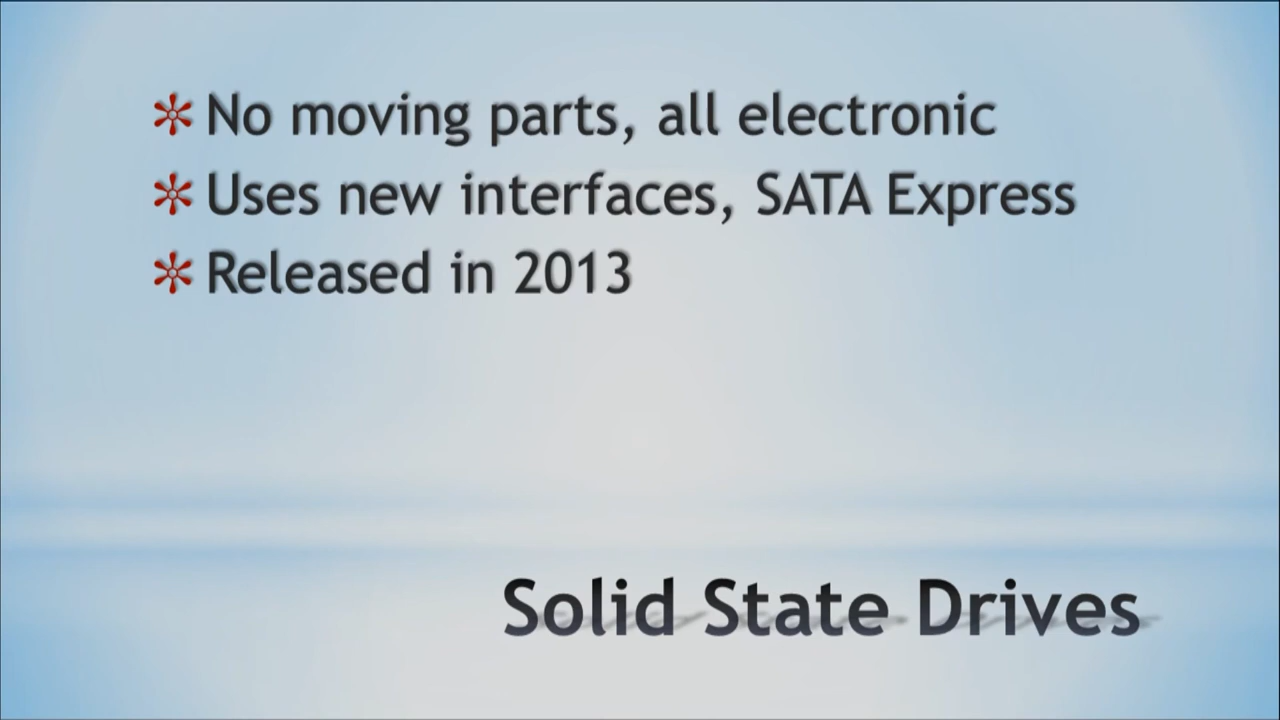 No moving parts, all electronic
Uses new interfaces, SATA Express
Released in 2013
Solid State Drives